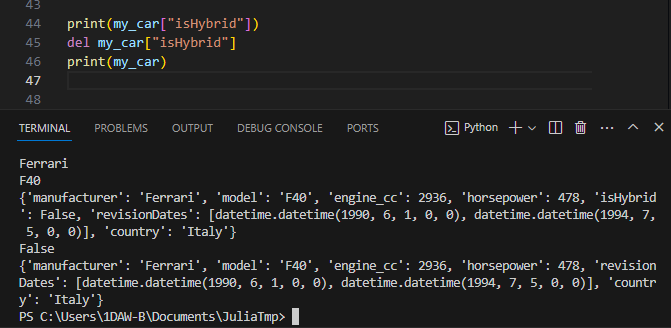 43
44 print(my_car["isHybrid"])
45 del my_car["isHybrid"]
46 print(my_car)
47
48
TERMINAL PROBLEMS OUTPUT DEBUG CONSOLE PORTS Python
Ferrari
F40
{'manufacturer': 'Ferrari', 'model': 'F40', 'engine_cc': 2936, 'horsepower': 478, 'isHybrid
': False, 'revisionDates': [datetime.datetime(1990, 6, 1, 0, 0), datetime.datetime(1994, 7,
 5, 0, 0)], 'country': 'Italy'}
False
{'manufacturer': 'Ferrari', 'model': 'F40', 'engine_cc': 2936, 'horsepower': 478, 'revision
Dates': [datetime.datetime(1990, 6, 1, 0, 0), datetime.datetime(1994, 7, 5, 0, 0)], 'countr
y': 'Italy'}
PS C:\Users\1DAW-B\Documents\JuliaTmp>